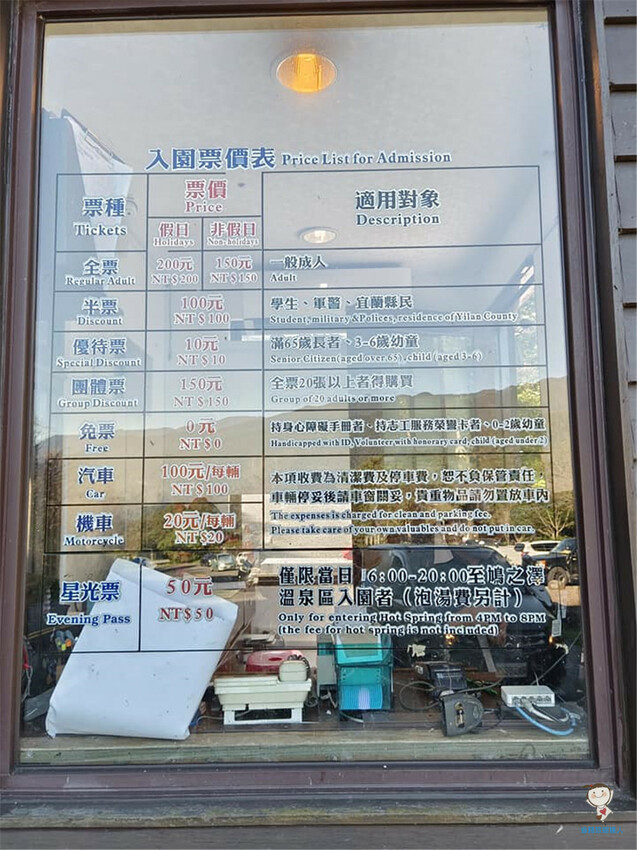 入園票價表 Price List for Admission
票種 Tickets
票價 Price
適用對象 Description
假日 Holidays
非假日 Non-holidays
全票 Regular Adult
200元 NT$200
150元 NT$150
一般成人 Adult
半票 Discount
100元 NT$100
學生、軍警、宜蘭縣民
Student, military &Polices, residence of Yilan County
優待票 Special Discount
10元 NT$10
滿65歲長者、3-6歲幼童
Senior Citizen(aged over 65), child (aged 3-6)
團體票 Group Discount
150元 NT$150
全票20張以上者得購買
Group of 20 adults or more
免票 Free
0元 NT$0
持身心障礙手冊者、持志工服務榮譽卡者、0-2歲幼童
Handicapped with ID, Volunteer with honorary card, child (aged under 2)
汽車 Car
100元/每輛 NT$100
機車 Motorcycle
20元/每輛 NT$20
本項收費為清潔費及停車費,恕不負保管責任
車輛停妥後請車窗關妥,貴重物品請勿置放車內
The expenses is charged for clean and parking fee.
Please take care of your own valuables and do not put in car.
星光票 Evening Pass
50元 NT$50
僅限當日 16:00-20:00至鳩之澤
溫泉區入園者(泡湯費另計)
Only for entering Hot Spring from 4PM to 8PM
(the fee for hot spring is not included)